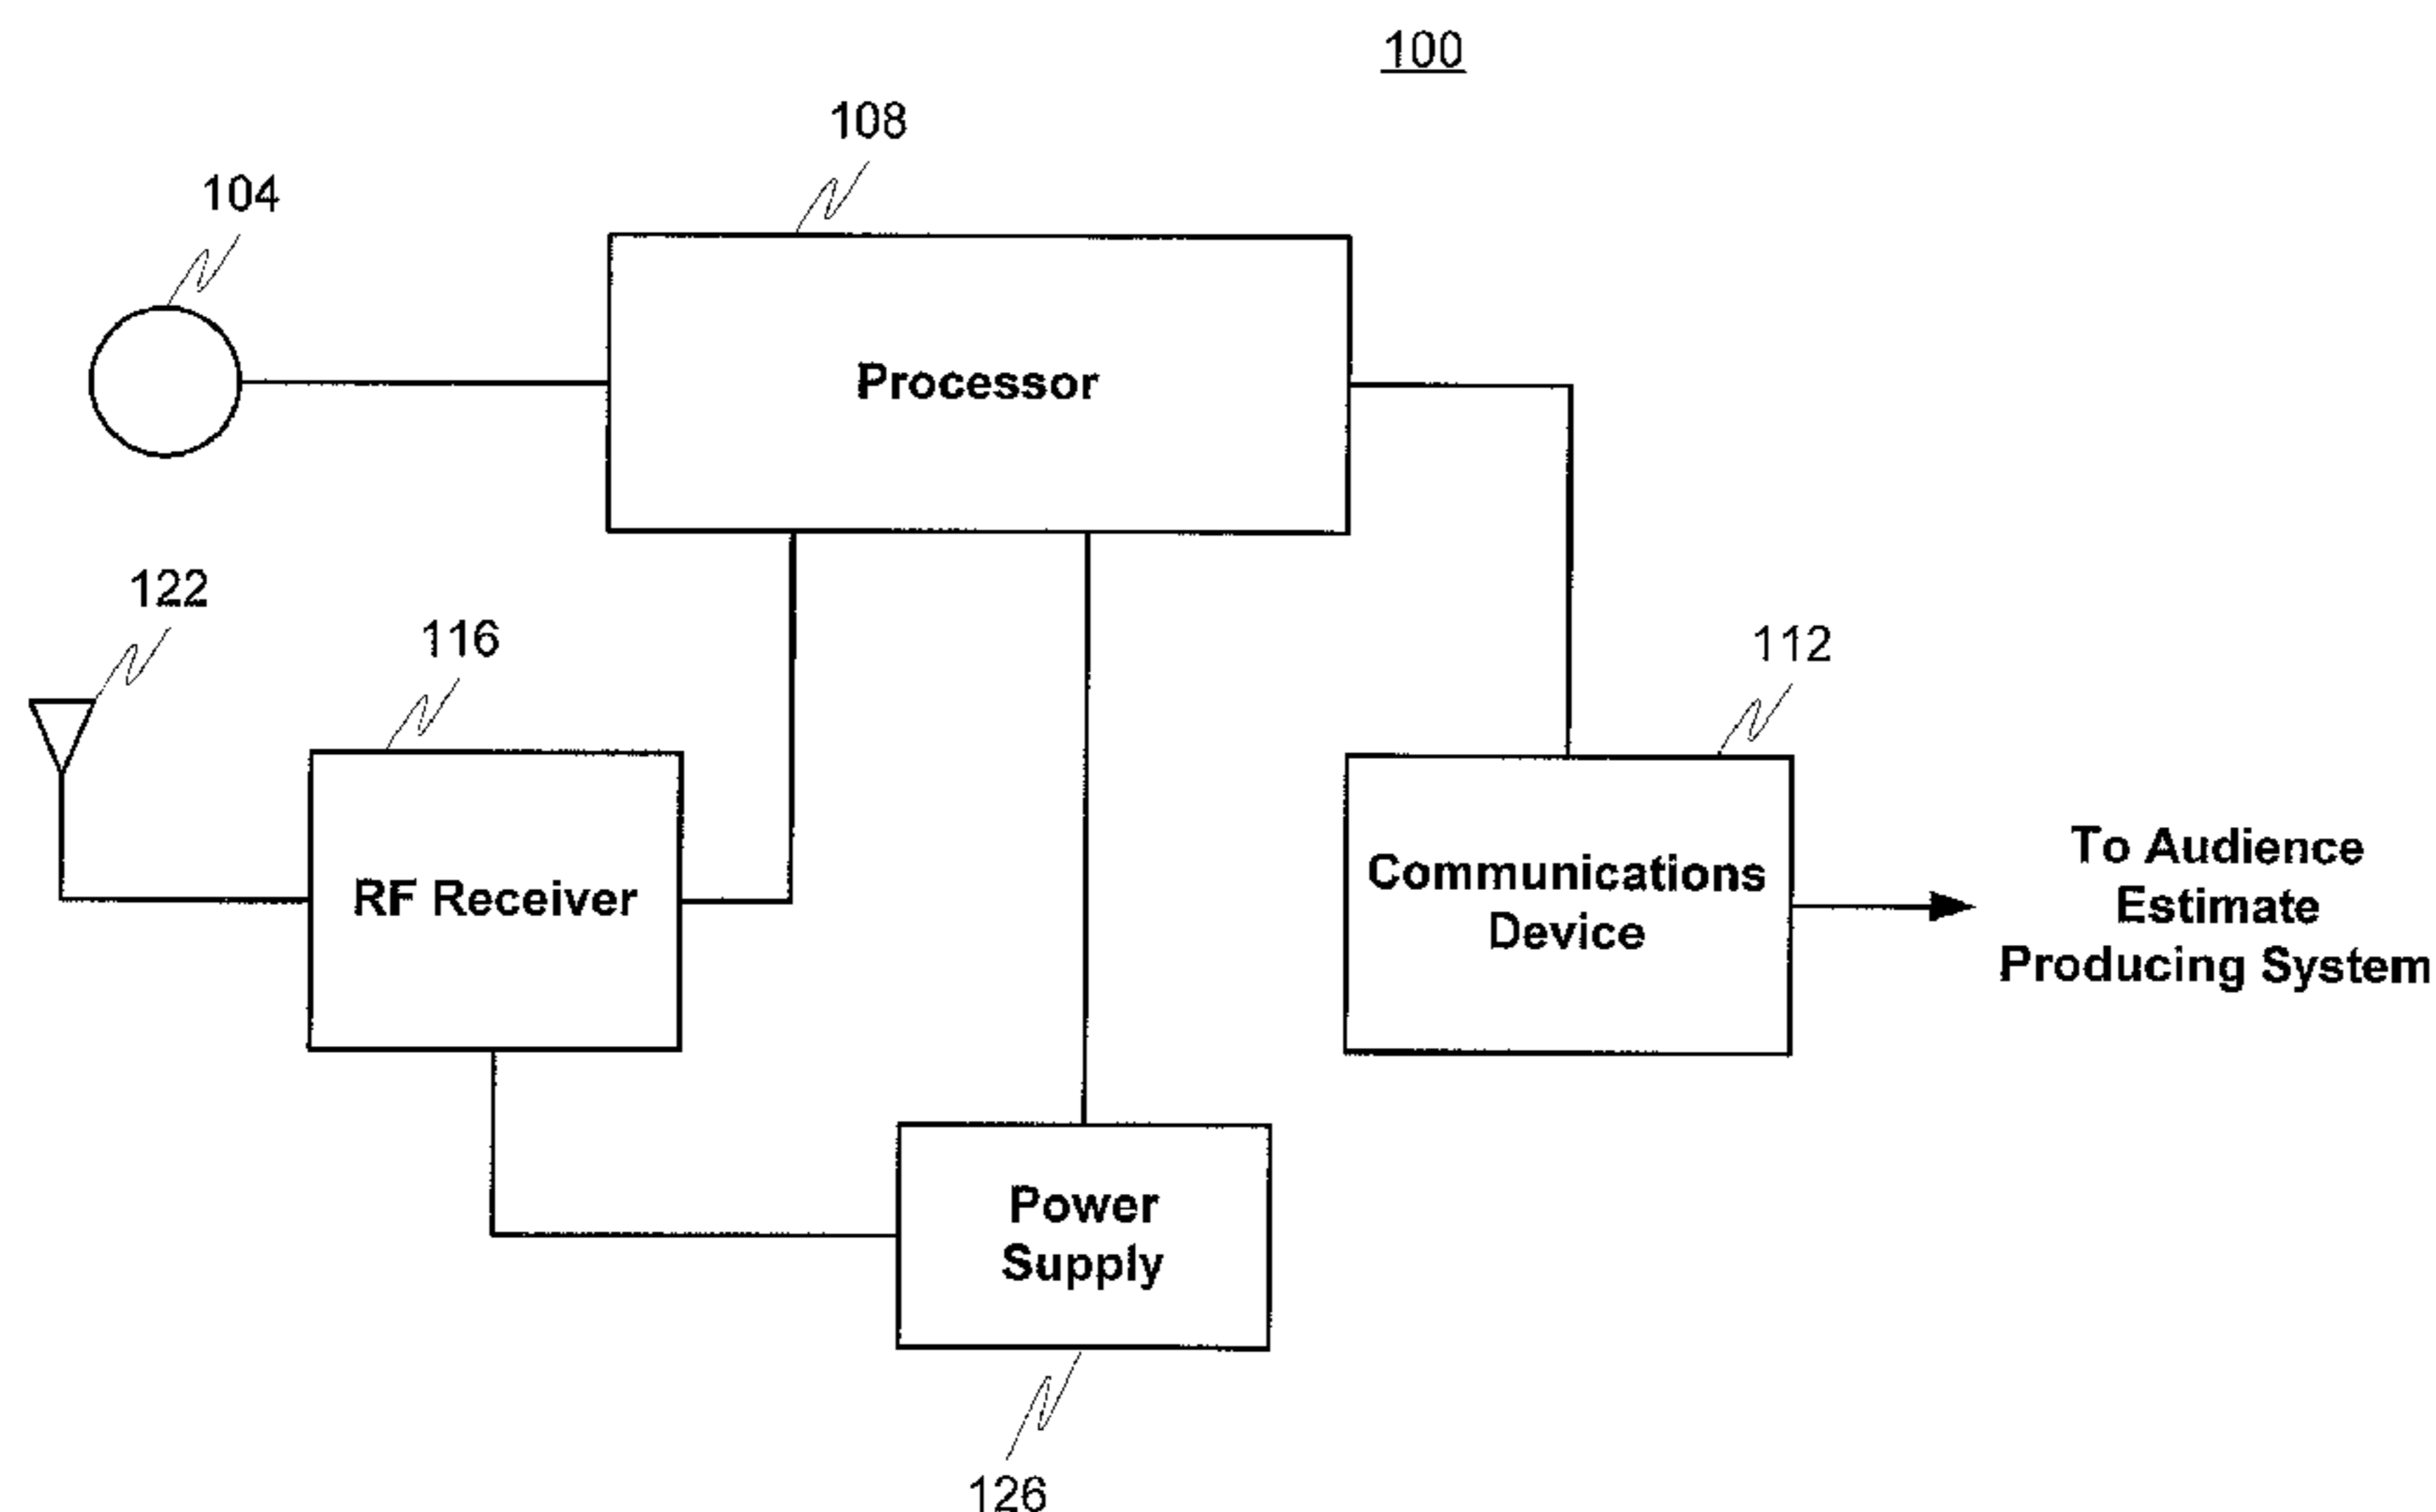 100
108
104
Processor
122
116
112
RF Receiver
Communications
Device
To Audience
Estimate
Producing System
Power
Supply
126